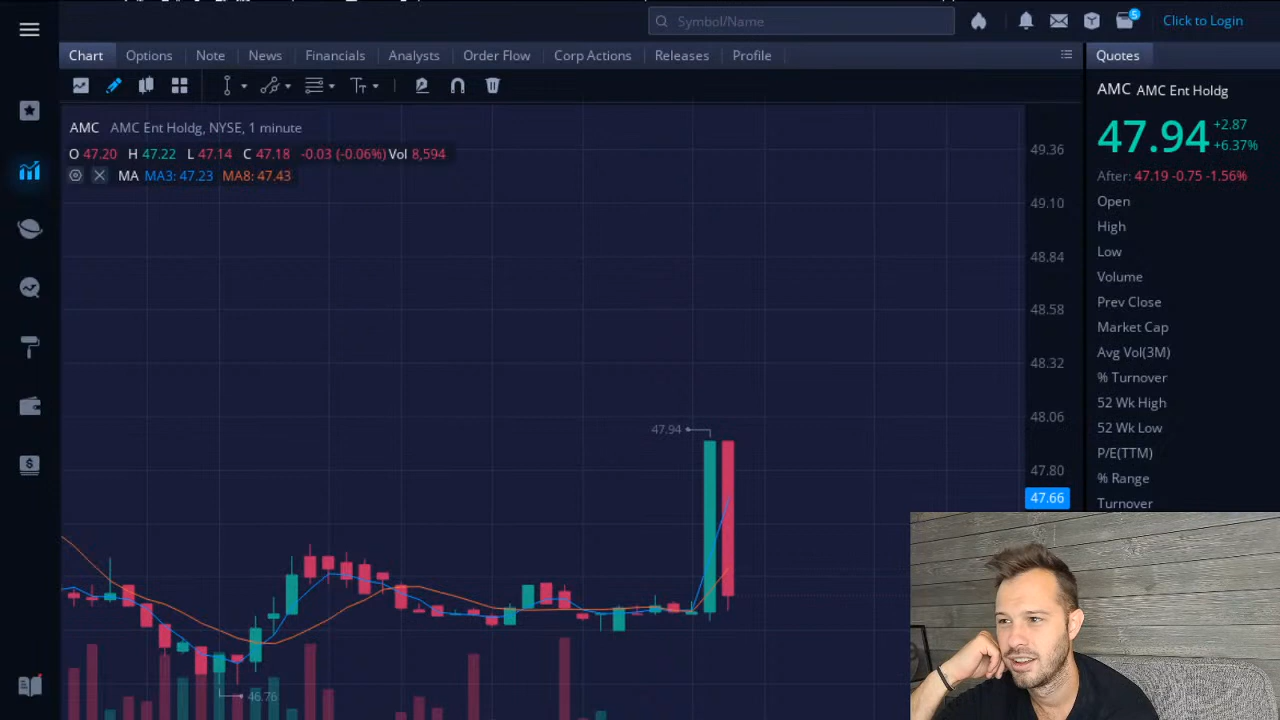 Symbol/Name
5
Click to Login
Chart Options Note News Financials Analysts Order Flow Corp Actions Releases Profile
Quotes
AMC AMC Ent Holdg, NYSE, 1 minute
O 47.20 H 47.22 L 47.14 C 47.18 -0.03 (-0.06%) Vol 8,594
MA MA3: 47.23 MA8: 47.43
47.94
46.76
49.36
49.10
48.84
48.58
48.32
48.06
47.80
47.66
AMC AMC Ent Holdg
47.94 +2.87
+6.37%
After: 47.19 -0.75 -1.56%
Open
High
Low
Volume
Prev Close
Market Cap
Avg Vol(3M)
% Turnover
52 Wk High
52 Wk Low
P/E(TTM)
% Range
Turnover